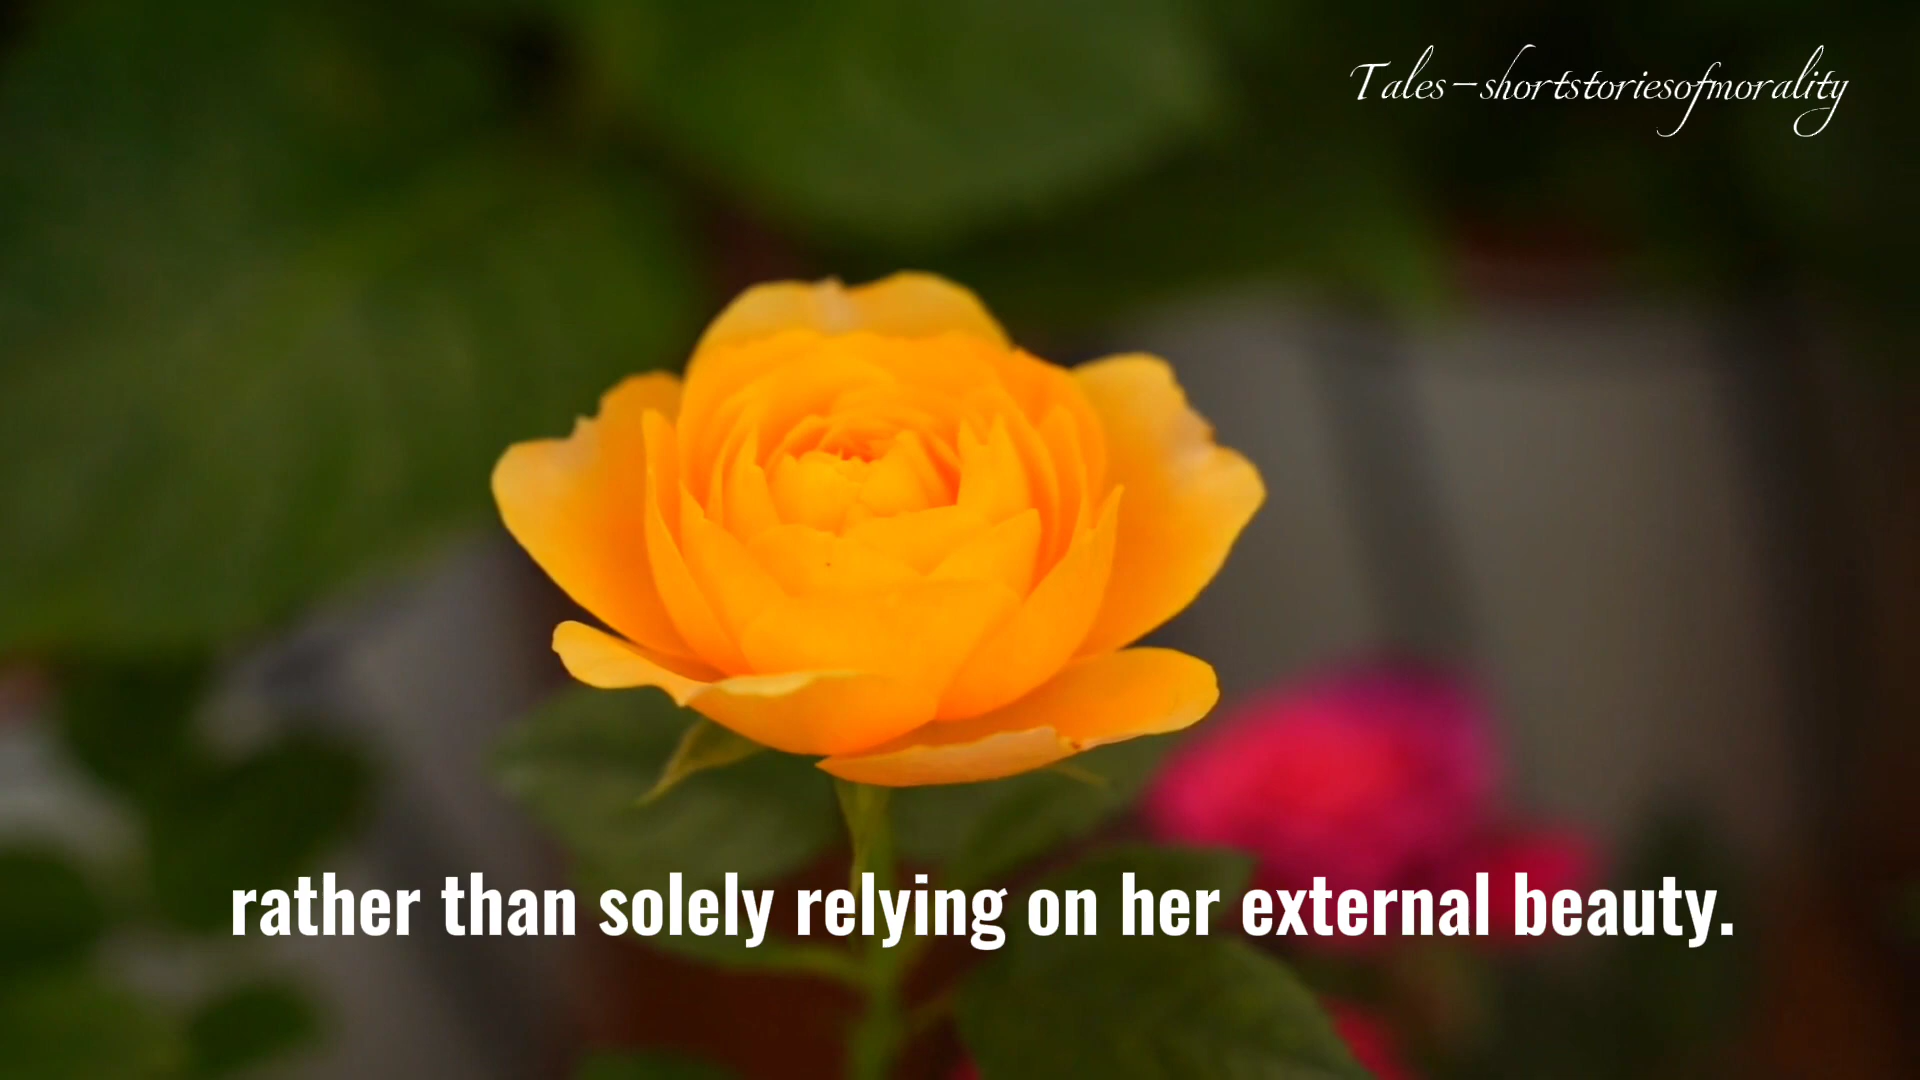 Tales-shortstoriesofmorality
rather than solely relying on her external beauty.